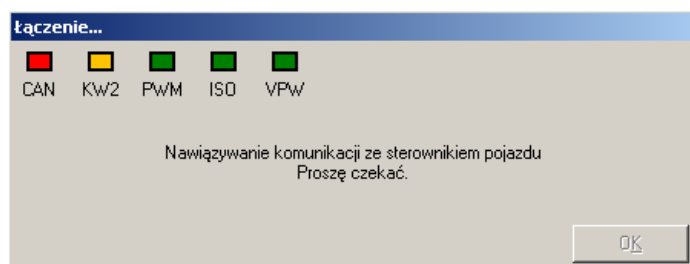 Łączenie...
CAN KW2 PWM ISO VPW
Nawiązywanie komunikacji ze sterownikiem pojazdu
Proszę czekać.
OK